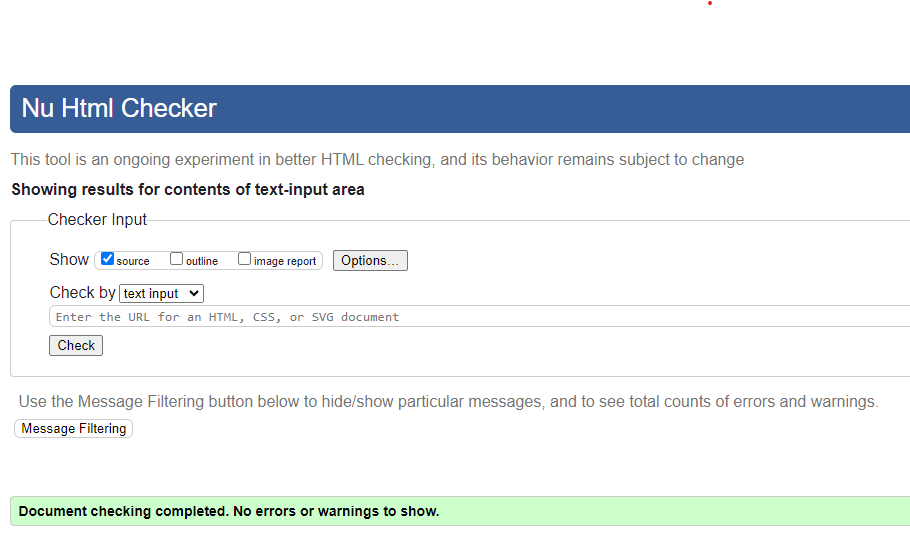 Nu Html Checker
This tool is an ongoing experiment in better HTML checking, and its behavior remains subject to change
Showing results for contents of text-input area
Checker Input
Show source outline image report Options...
Check by text input
Enter the URL for an HTML, CSS, or SVG document
Check
Use the Message Filtering button below to hide/show particular messages, and to see total counts of errors and warnings.
Message Filtering
Document checking completed. No errors or warnings to show.